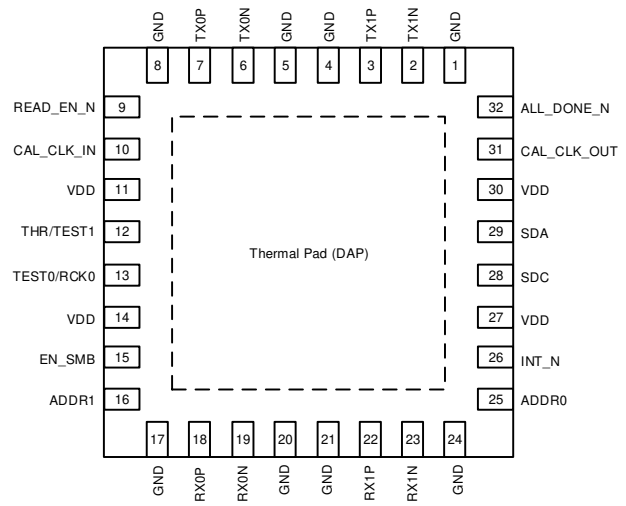 GND TX0P TX0N GND GND TX1P TX1N GND
8 7 6 5 4 3 2 1
READ_EN_N 9 32 ALL_DONE_N
CAL_CLK_IN 10 31 CAL_CLK_OUT
VDD 11 30 VDD
THR/TEST1 12 29 SDA
Thermal Pad (DAP)
TEST0/RCK0 13 28 SDC
VDD 14 27 VDD
EN_SMB 15 26 INT_N
ADDR1 16 25 ADDR0
17 18 19 20 21 22 23 24
GND RX0P RX0N GND GND RX1P RX1N GND